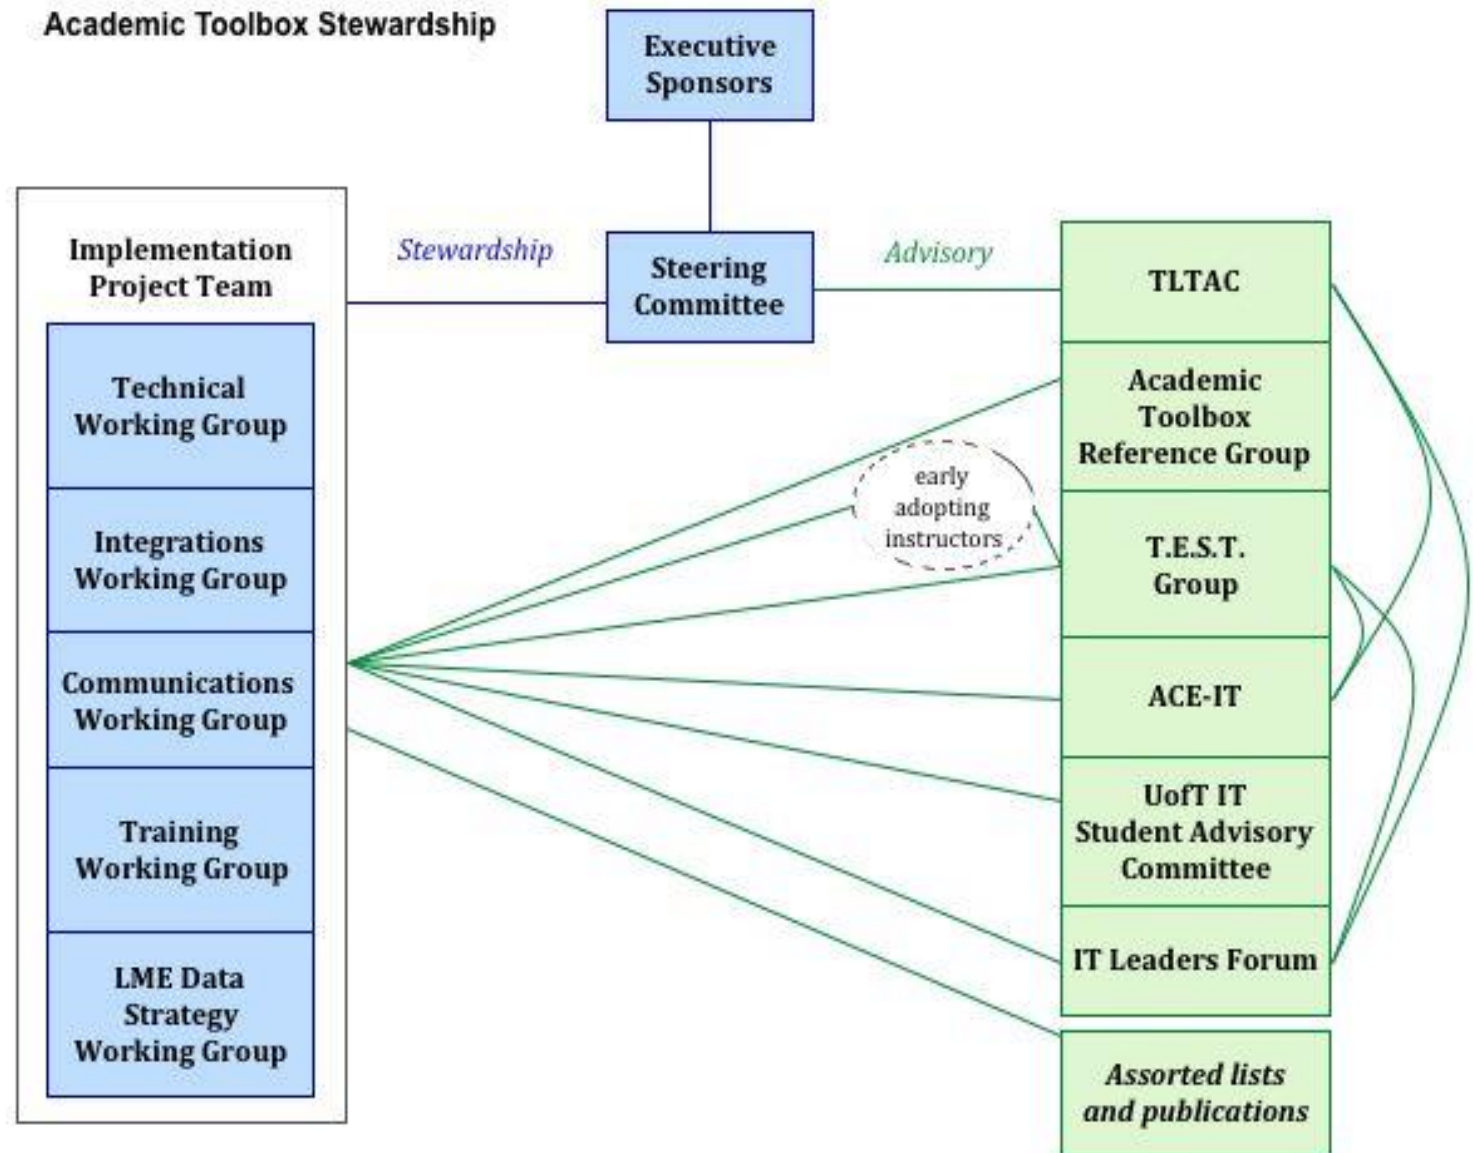 Academic Toolbox Stewardship
Executive
Sponsors
Implementation
Project Team
Stewardship
Steering
Committee
Advisory
TLTAC
Technical
Working Group
Integrations
Working Group
Communications
Working Group
Training
Working Group
LME Data
Strategy
Working Group
early
adopting
instructors
Academic
Toolbox
Reference Group
T.E.S.T.
Group
ACE-IT
UofT IT
Student Advisory
Committee
IT Leaders Forum
Assorted lists
and publications